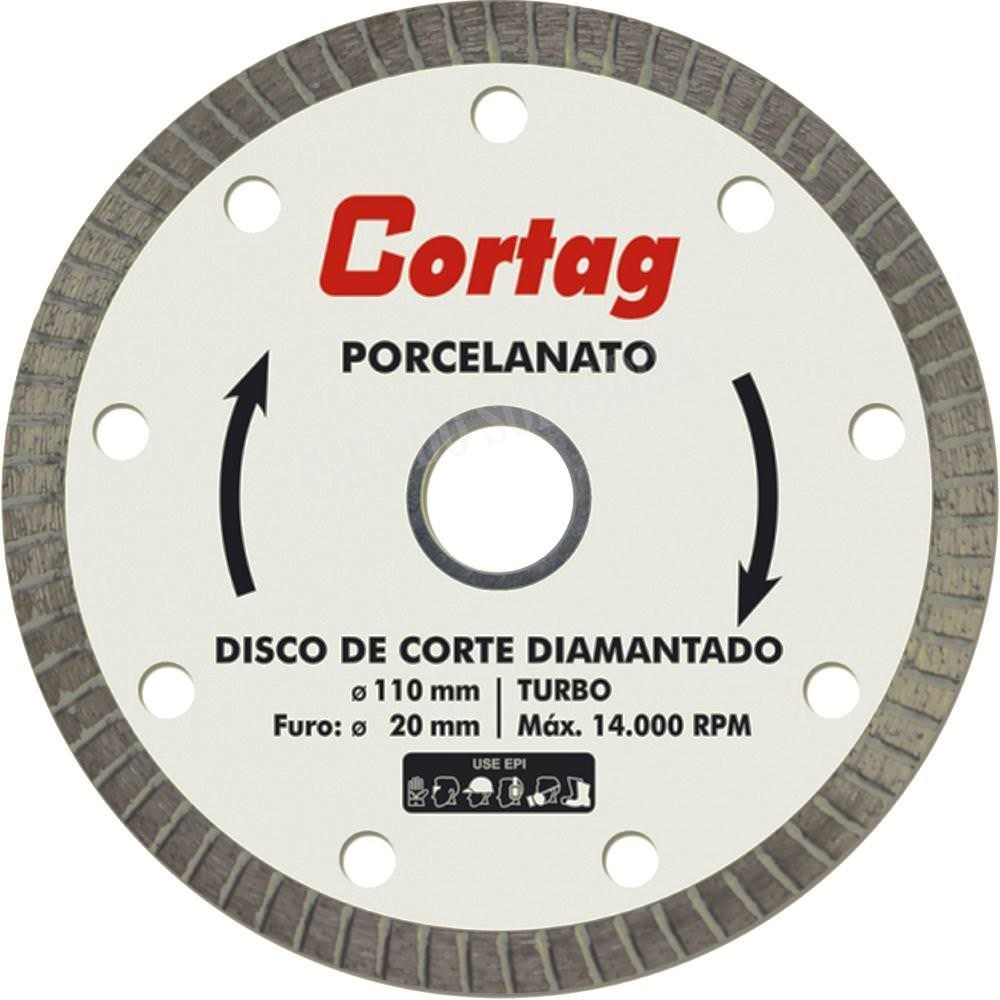 Cortag
PORCELANATO
DISCO DE CORTE DIAMANTADO
ø 110 mm | TURBO
Furo: ø 20 mm | Máx. 14.000 RPM
USE EPI